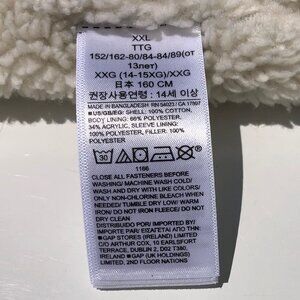 XXL
TTG
152/162-80/84-84/89(от
13лет)
XXG (14-15XG)/XXG
日本 160 CM
권장사용연령 : 14세 이상
MADE IN BANGLADESH RN 54023 / CA 17897
US/GB/EG: SHELL: 100% COTTON,
BODY LINING: 66% POLYESTER,
34% ACRYLIC, SLEEVE LINING:
100% POLYESTER, FILLER: 100%
POLYESTER
30
1166
CLOSE ALL FASTENERS BEFORE
WASHING/ MACHINE WASH COLD/
WASH AND DRY WITH LIKE COLORS/
ONLY NON-CHLORINE BLEACH WHEN
NEEDED/ TUMBLE DRY LOW/ WARM
IRON/ DO NOT IRON FLEECE/ DO NOT
DRY CLEAN
DISTRIBUIDO POR/ IMPORTED BY/
IMPORTE PAR/ ΕΙΣΑΓΕΤΑΙ ΑΠΟ THN
GAP STORES (IRELAND) LIMITED
C/O ARTHUR COX, 10 EARLSFORT
TERRACE, DUBLIN 2, D02 T380,
IRELAND. GAP (UK HOLDINGS)
LIMITED, 2ND FLOOR NATIONS